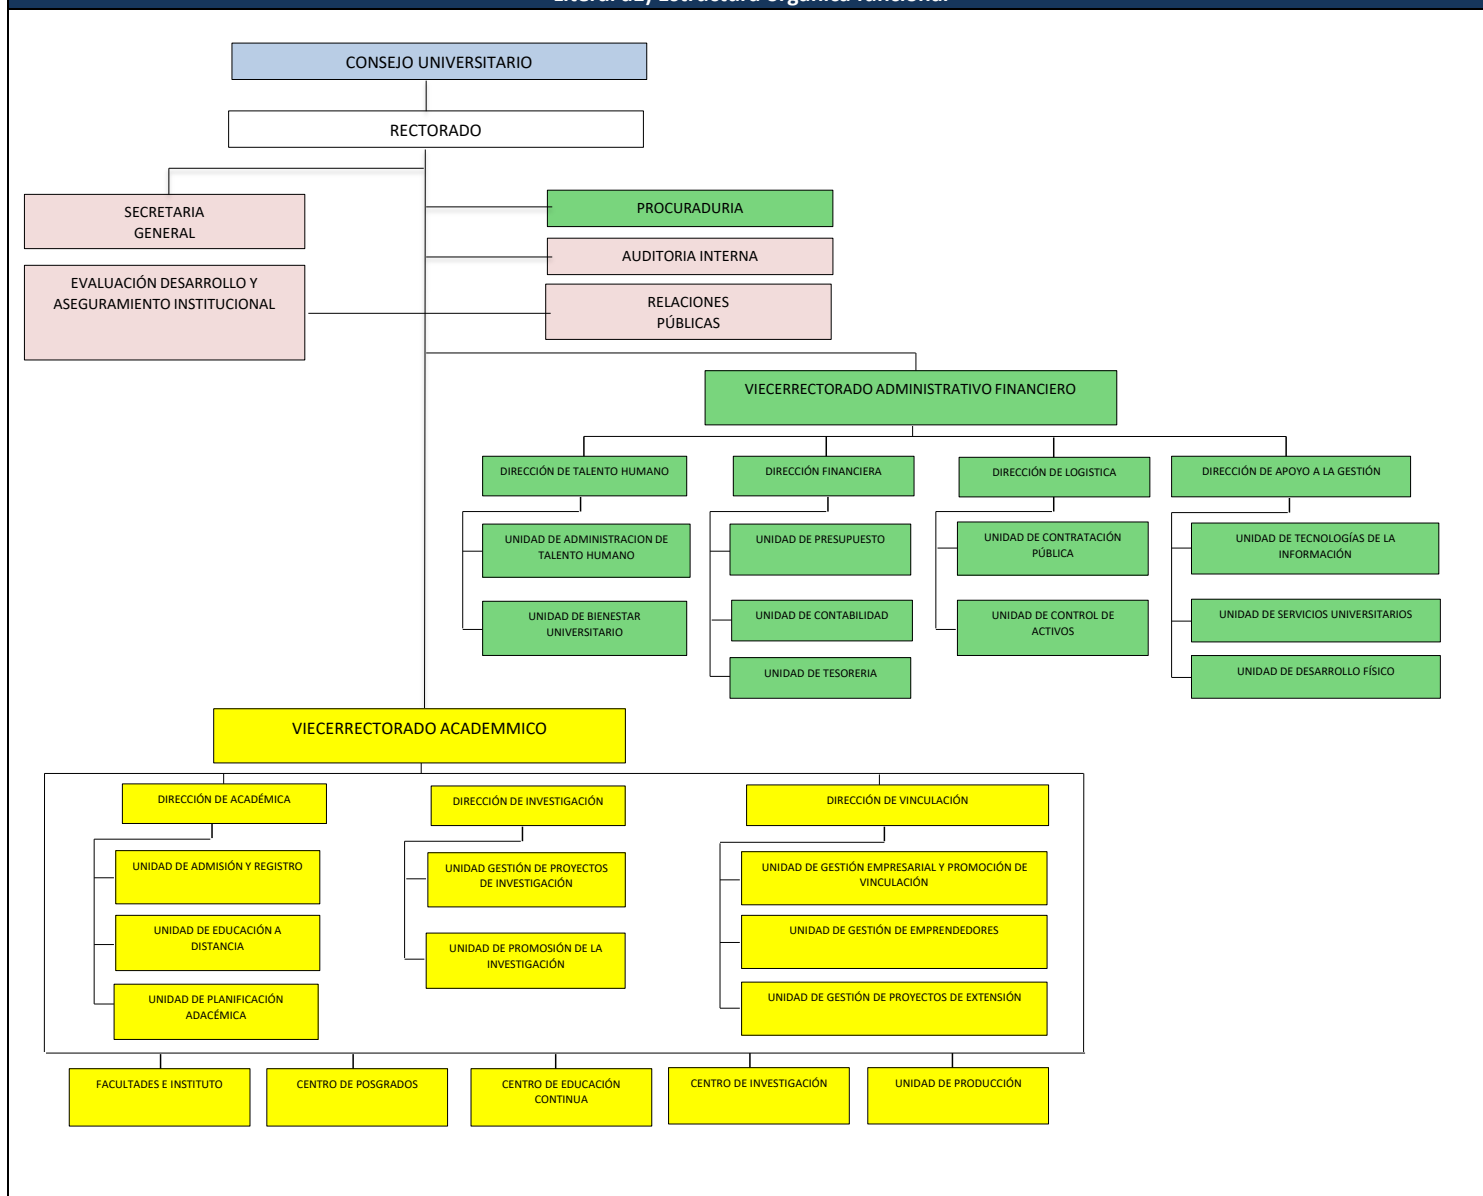 Literal Estructura orgánica funcional
CONSEJO UNIVERSITARIO
RECTORADO
SECRETARIA
GENERAL
PROCURADURIA
AUDITORIA INTERNA
EVALUACIÓN DESARROLLO Y
ASEGURAMIENTO INSTITUCIONAL
RELACIONES
PÚBLICAS
VIECERRECTORADO ADMINISTRATIVO FINANCIERO
DIRECCIÓN DE TALENTO HUMANO
UNIDAD DE ADMINISTRACION DE
TALENTO HUMANO
UNIDAD DE BIENESTAR
UNIVERSITARIO
DIRECCIÓN FINANCIERA
UNIDAD DE PRESUPUESTO
UNIDAD DE CONTABILIDAD
UNIDAD DE TESORERIA
DIRECCIÓN DE LOGISTICA
UNIDAD DE CONTRATACIÓN
PÚBLICA
UNIDAD DE CONTROL DE
ACTIVOS
DIRECCIÓN DE APOYO A LA GESTIÓN
UNIDAD DE TECNOLOGÍAS DE LA
INFORMACIÓN
UNIDAD DE SERVICIOS UNIVERSITARIOS
UNIDAD DE DESARROLLO FÍSICO
VIECERRECTORADO ACADEMMICO
DIRECCIÓN DE ACADÉMICA
UNIDAD DE ADMISIÓN Y REGISTRO
UNIDAD DE EDUCACIÓN A
DISTANCIA
UNIDAD DE PLANIFICACIÓN
ADACÉMICA
DIRECCIÓN DE INVESTIGACIÓN
UNIDAD GESTIÓN DE PROYECTOS
DE INVESTIGACIÓN
UNIDAD DE PROMOSIÓN DE LA
INVESTIGACIÓN
DIRECCIÓN DE VINCULACIÓN
UNIDAD DE GESTIÓN EMPRESARIAL Y PROMOCIÓN DE
VINCULACIÓN
UNIDAD DE GESTIÓN DE EMPRENDEDORES
UNIDAD DE GESTIÓN DE PROYECTOS DE EXTENSIÓN
FACULTADES E INSTITUTO
CENTRO DE POSGRADOS
CENTRO DE EDUCACIÓN
CONTINUA
CENTRO DE INVESTIGACIÓN
UNIDAD DE PRODUCCIÓN